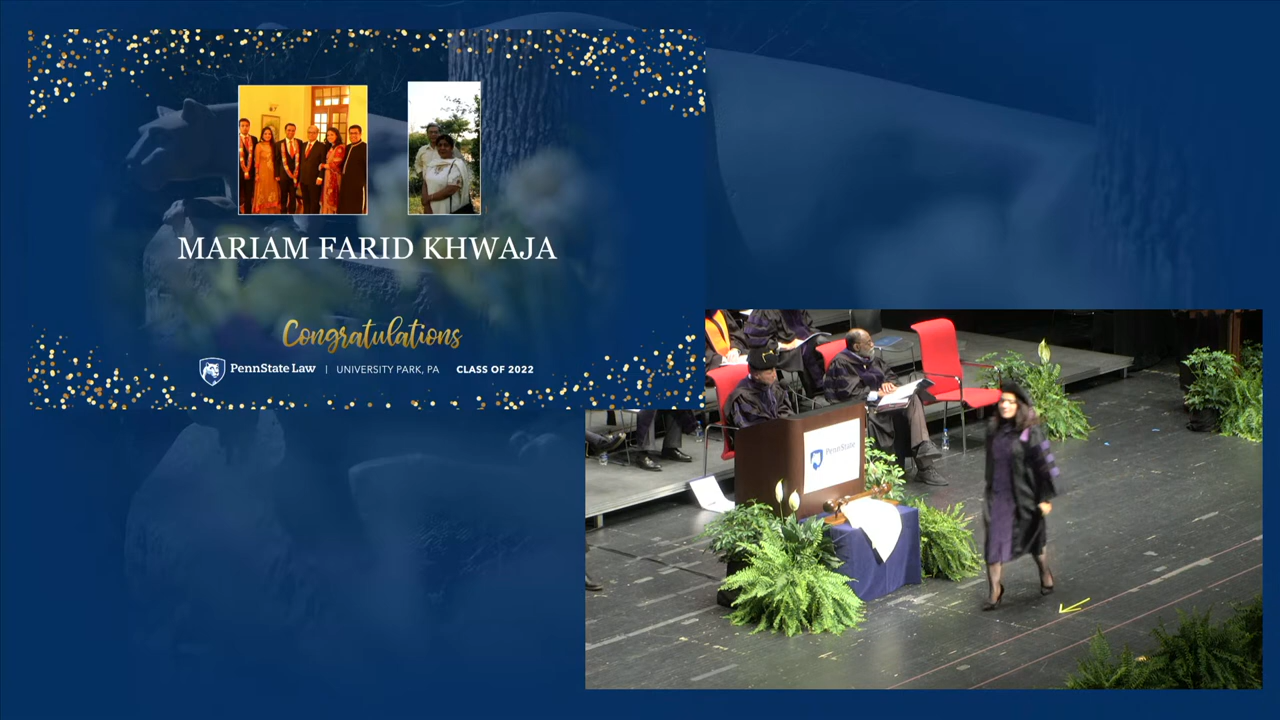 MARIAM FARID KHWAJA
Congratulations
PennState Law | UNIVERSITY PARK, PA CLASS OF 2022
PennState